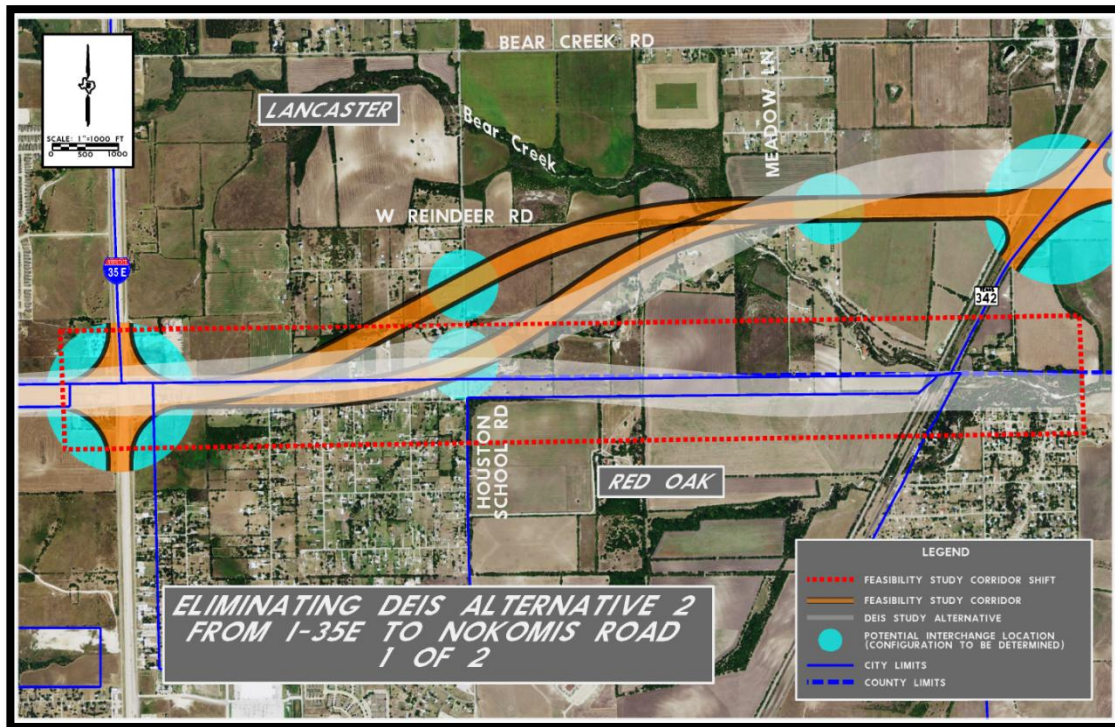 BEAR CREEK RD
MEADOW LN
LANCASTER
SCALE: 1"=1000 FT
0 500 1000
Bear Creek
W REINDEER RD
35E
TEXAS
342
HOUSTON
SCHOOL RD
RED OAK
ELIMINATING DEIS ALTERNATIVE 2
FROM I-35E TO NOKOMIS ROAD
1 OF 2
LEGEND
FEASIBILITY STUDY CORRIDOR SHIFT
FEASIBILITY STUDY CORRIDOR
DEIS STUDY ALTERNATIVE
POTENTIAL INTERCHANGE LOCATION
(CONFIGURATION TO BE DETERMINED)
CITY LIMITS
COUNTY LIMITS